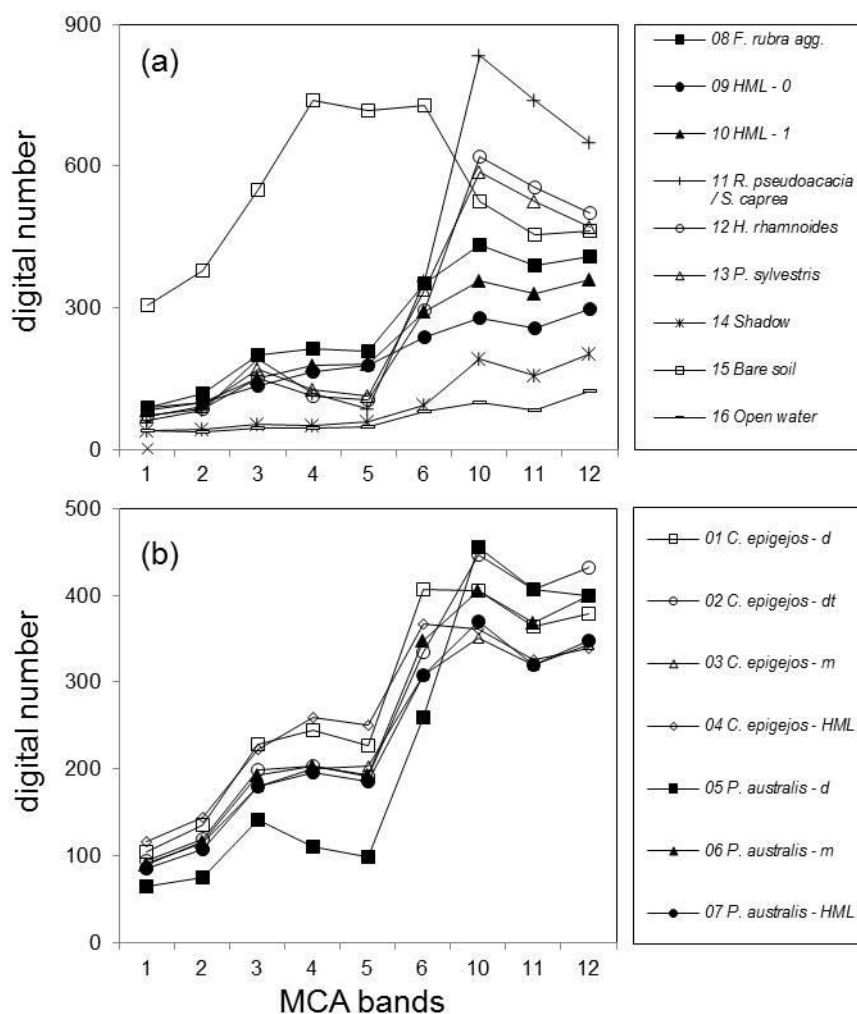 (a)
digital number
900
600
300
0
1 2 3 4 5 6 10 11 12
08 F. rubra agg.
09 HML - 0
10 HML - 1
11 R. pseudoacacia
/ S. caprea
12 H. rhamnoides
13 P. sylvestris
14 Shadow
15 Bare soil
16 Open water
(b)
digital number
500
400
300
200
100
0
1 2 3 4 5 6 10 11 12
MCA bands
01 C. epigejos - d
02 C. epigejos - dt
03 C. epigejos - m
04 C. epigejos - HML
05 P. australis - d
06 P. australis - m
07 P. australis - HML